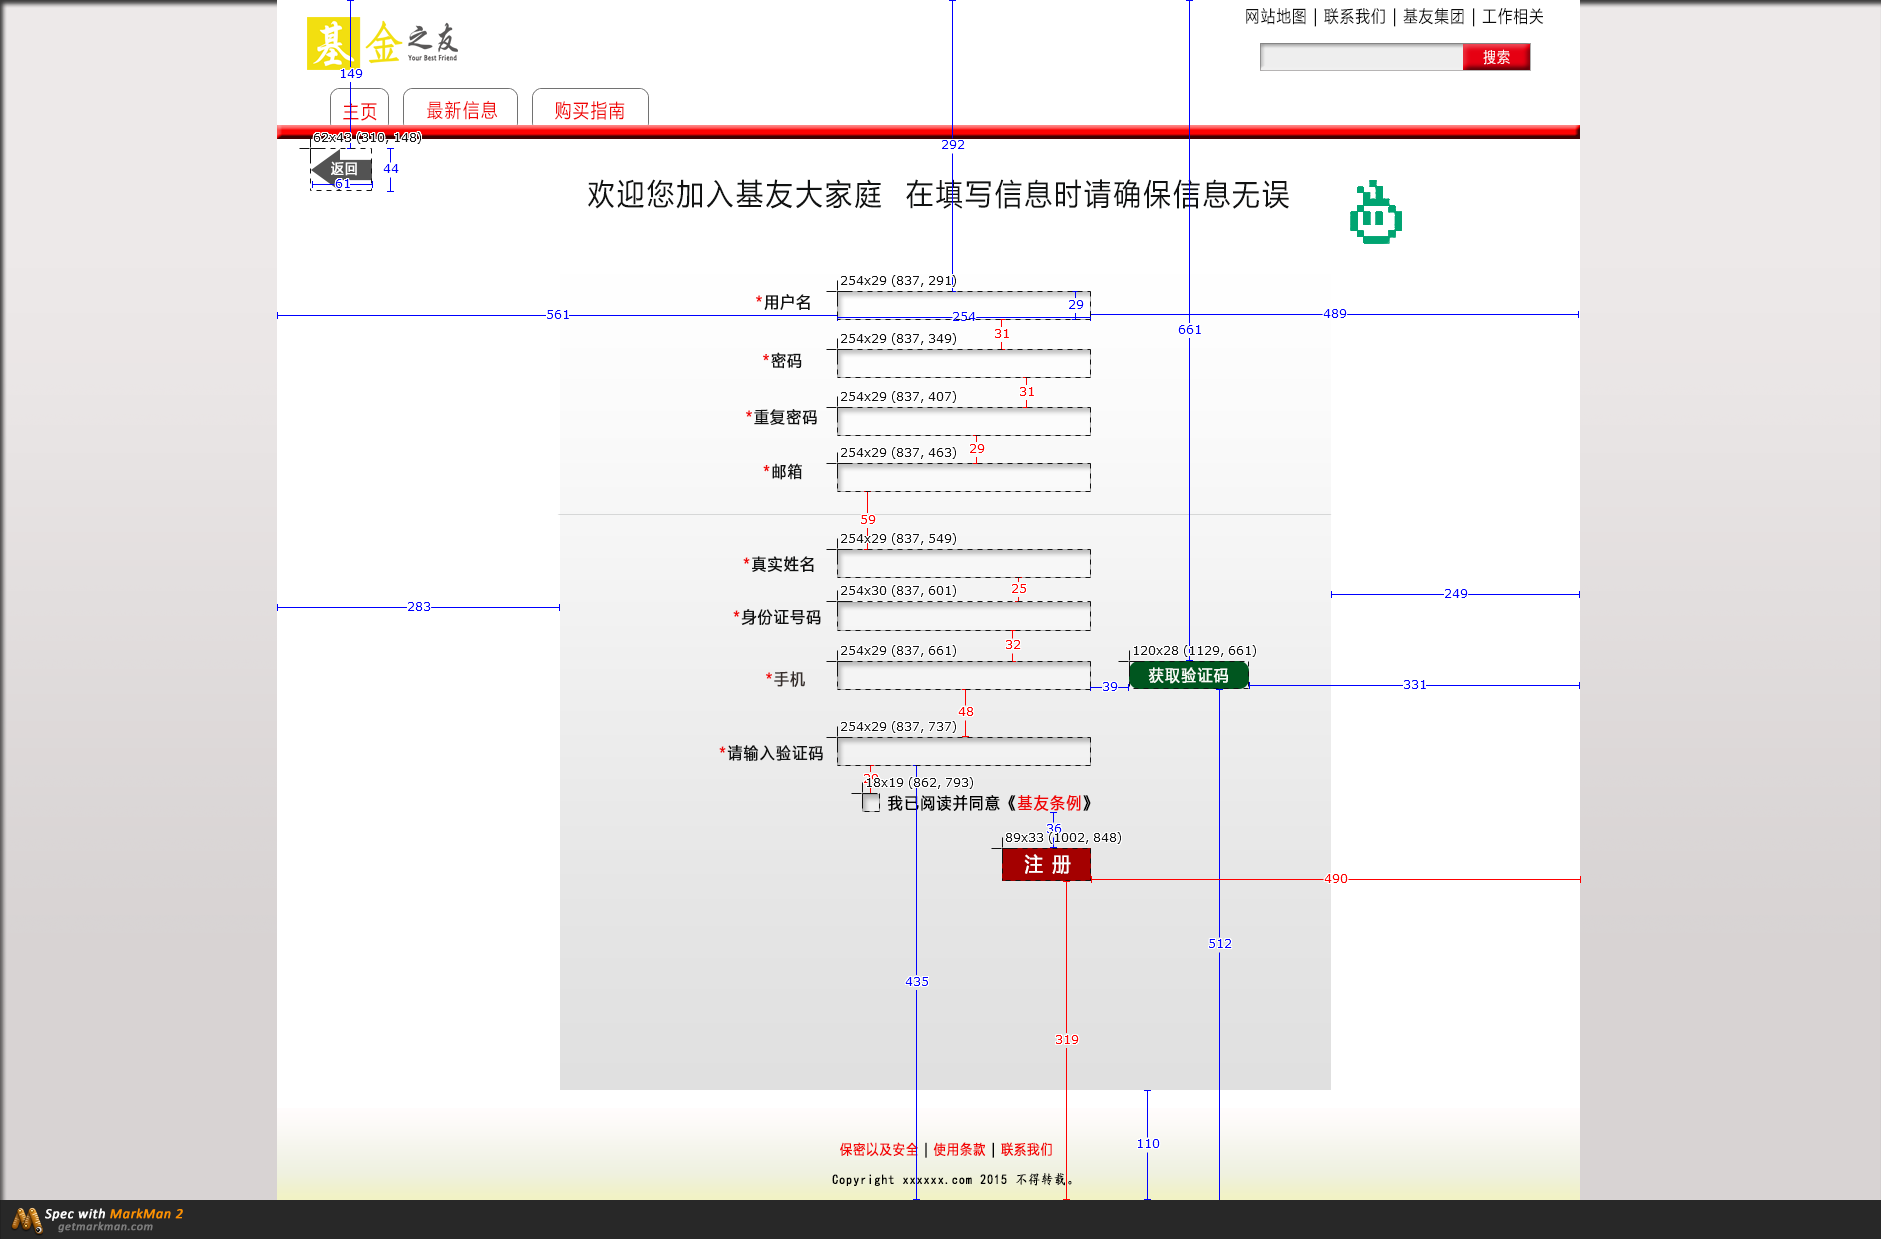 网站地图 | 联系我们 | 基友集团 | 工作相关
基金之友
Your Best Friend
搜索
149
主页 最新信息 购买指南
62x43 (310, 148)
292
返回
44
61
欢迎您加入基友大家庭 在填写信息时请确保信息无误
254x29 (837, 291)
*用户名
29
254
561
489
31
661
254x29 (837, 349)
*密码
31
254x29 (837, 407)
*重复密码
29
254x29 (837, 463)
*邮箱
59
254x29 (837, 549)
*真实姓名
25
254x30 (837, 601)
283
249
*身份证号码
32
254x29 (837, 661)
120x28 (1129, 661)
*手机
获取验证码
39
331
48
254x29 (837, 737)
*请输入验证码
18x19 (862, 793)
我已阅读并同意《基友条例》
36
89x33 (1002, 848)
注 册
490
512
435
319
110
保密以及安全 | 使用条款 | 联系我们
Copyright xxxxxx.com 2015 不得转载。
Spec with MarkMan 2
getmarkman.com